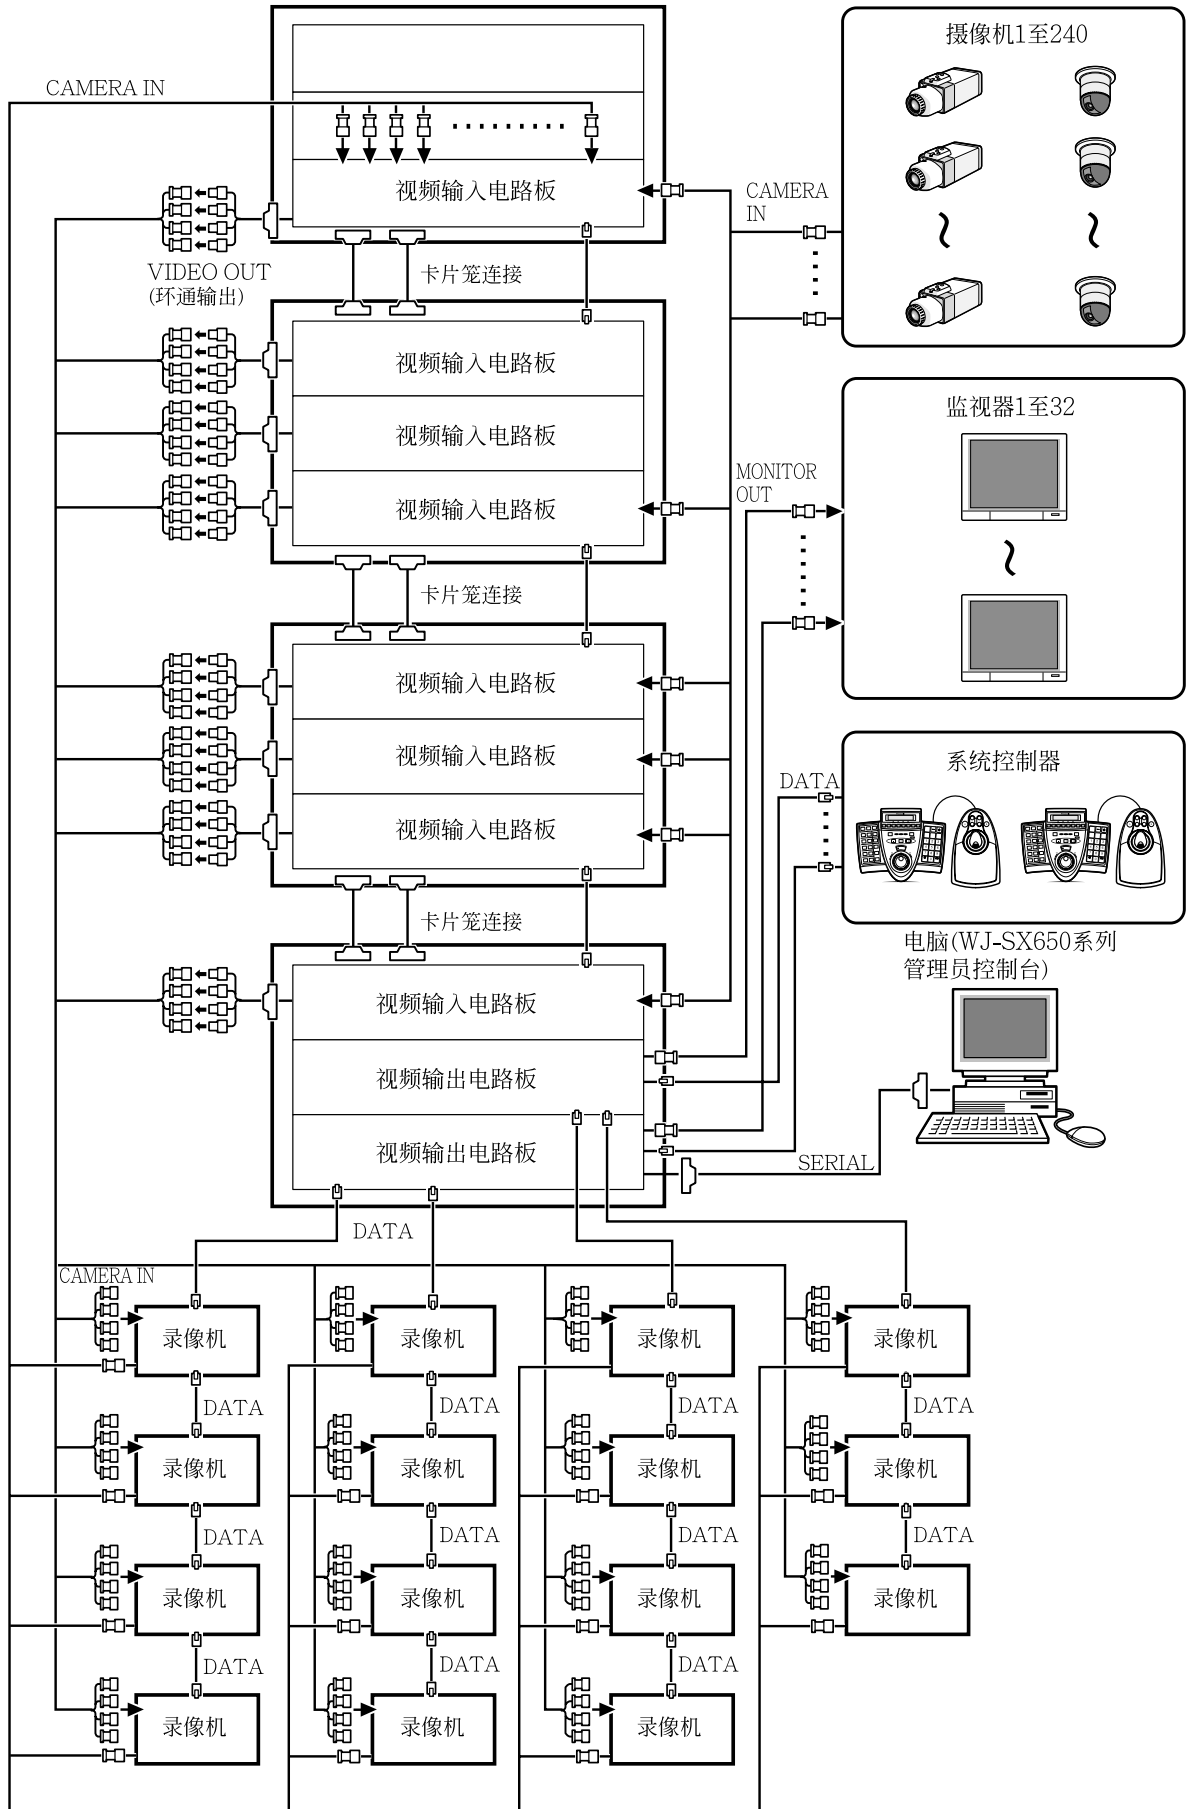 摄像机1至240
CAMERA IN
视频输入电路板
CAMERA
IN
VIDEO OUT
(环通输出)
卡片笼连接
视频输入电路板
视频输入电路板
视频输入电路板
监视器1至32
MONITOR
OUT
卡片笼连接
视频输入电路板
视频输入电路板
视频输入电路板
系统控制器
DATA
卡片笼连接
电脑(WJ-SX650系列
管理员控制台)
视频输入电路板
视频输出电路板
视频输出电路板
SERIAL
DATA
CAMERA IN
录像机
录像机
录像机
录像机
DATA
DATA
DATA
DATA
录像机
录像机
录像机
录像机
DATA
DATA
DATA
DATA
录像机
录像机
录像机
录像机
DATA
DATA
DATA
录像机
录像机
录像机